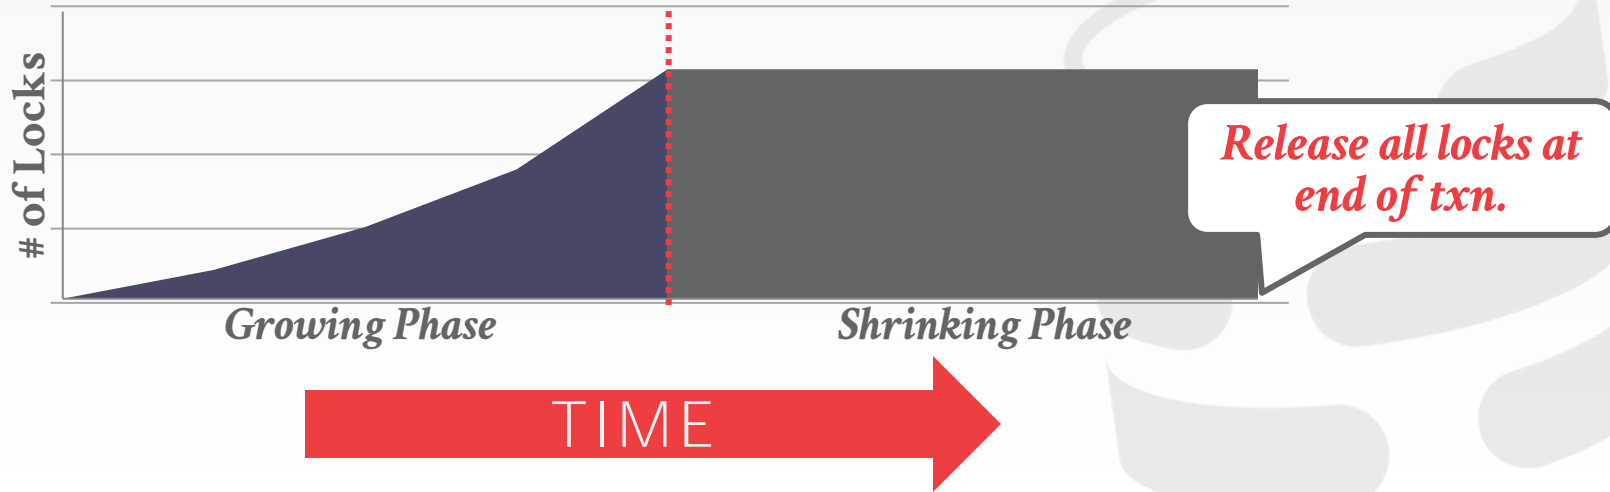 # of Locks
Release all locks at
end of txn.
Growing Phase
Shrinking Phase
TIME